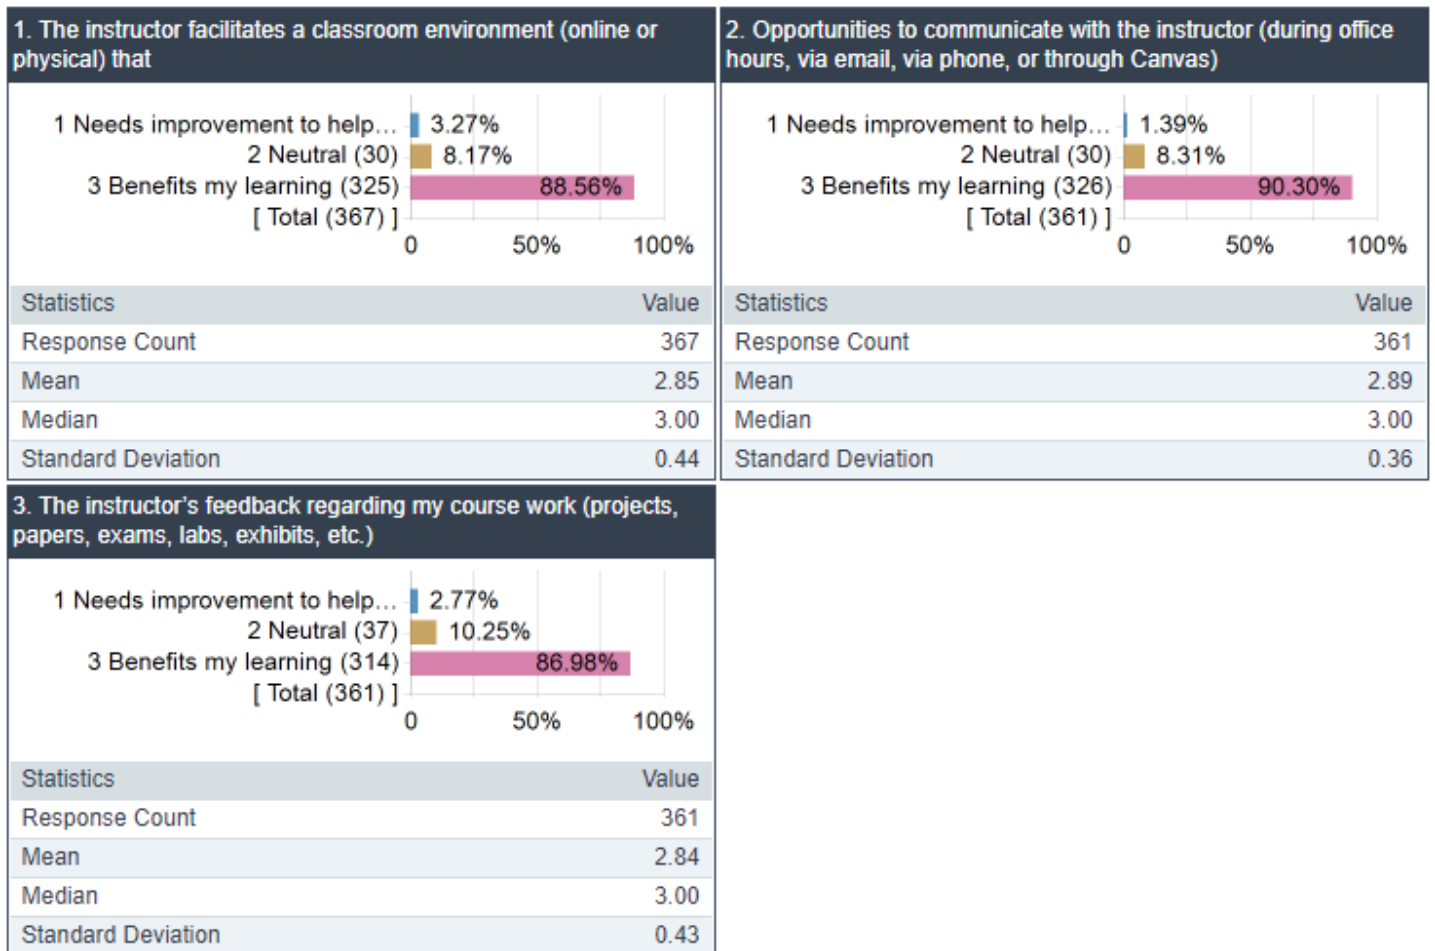 1. The instructor facilitates a classroom environment (online or
physical) that
1 Needs improvement to help... 3.27%
2 Neutral (30) 8.17%
3 Benefits my learning (325) 88.56%
[ Total (367) ]
0 50% 100%
Statistics Value
Response Count 367
Mean 2.85
Median 3.00
Standard Deviation 0.44
2. Opportunities to communicate with the instructor (during office
hours, via email, via phone, or through Canvas)
1 Needs improvement to help... 1.39%
2 Neutral (30) 8.31%
3 Benefits my learning (326) 90.30%
[ Total (361) ]
0 50% 100%
Statistics Value
Response Count 361
Mean 2.89
Median 3.00
Standard Deviation 0.36
3. The instructor's feedback regarding my course work (projects,
papers, exams, labs, exhibits, etc.)
1 Needs improvement to help... 2.77%
2 Neutral (37) 10.25%
3 Benefits my learning (314) 86.98%
[ Total (361) ]
0 50% 100%
Statistics Value
Response Count 361
Mean 2.84
Median 3.00
Standard Deviation 0.43